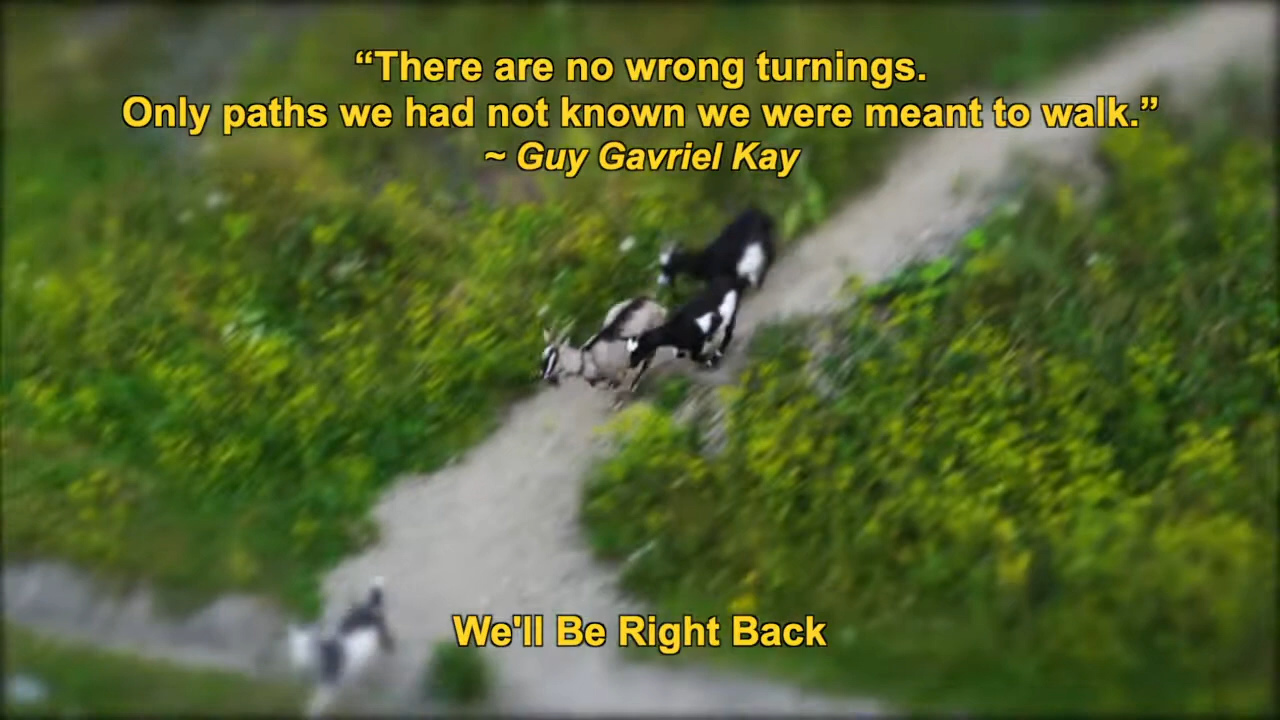 “There are no wrong turnings.
Only paths we had not known we were meant to walk.”
~ Guy Gavriel Kay
We'll Be Right Back